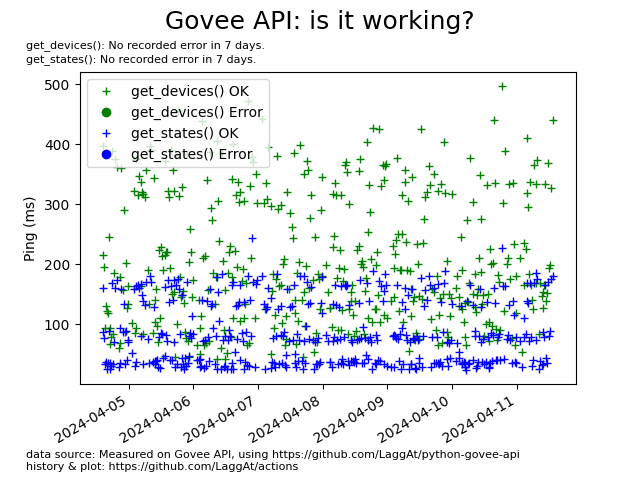 Govee API: is it working?
get_devices(): No recorded error in 7 days.
get_states(): No recorded error in 7 days.
get_devices() OK
get_devices() Error
get_states() OK
get_states() Error
500
400
300
200
100
Ping (ms)
2024-04-05
2024-04-06
2024-04-07
2024-04-08
2024-04-09
2024-04-10
2024-04-11
data source: Measured on Govee API, using https://github.com/LaggAt/python-govee-api
history & plot: https://github.com/LaggAt/actions